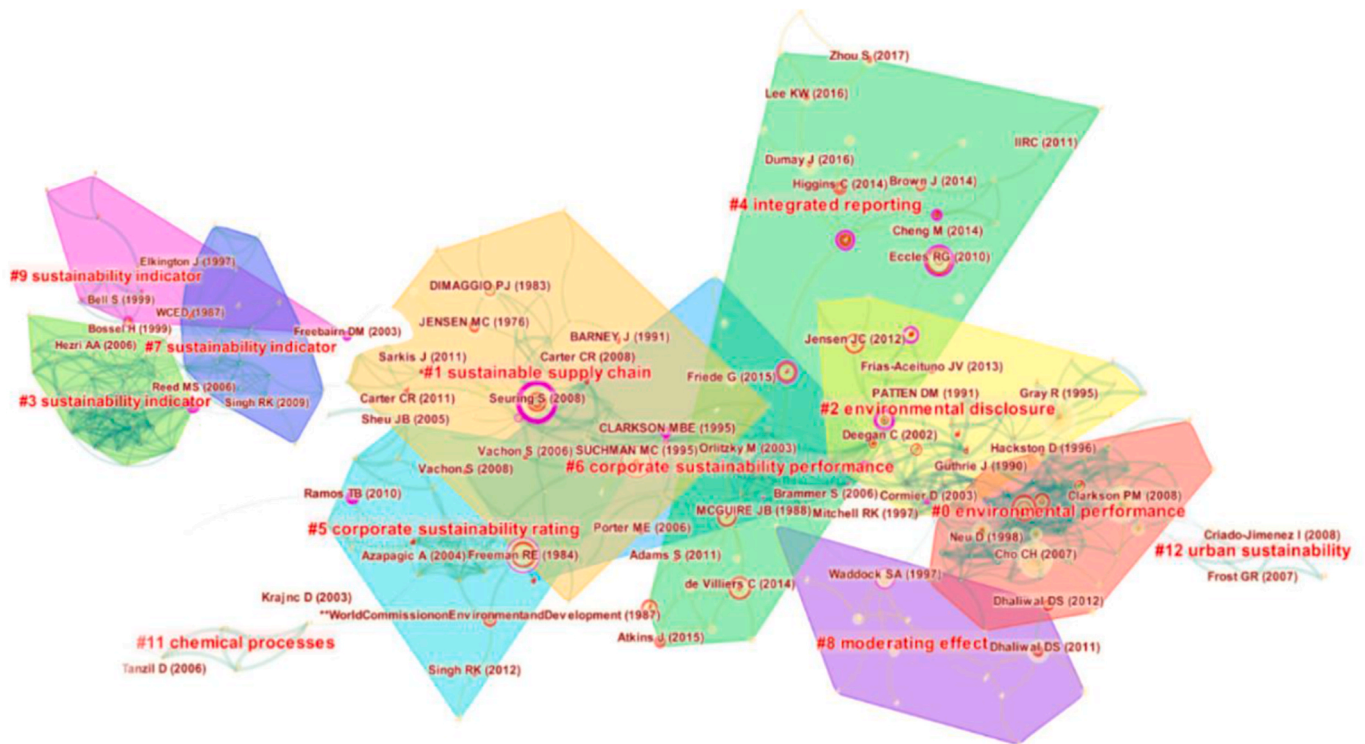 Zhou S (2017)
Lee KW (2016)
IIRC (2011)
Dumay J (2016)
Higgins C (2014)
Brown J (2014)
#4 integrated reporting
Cheng M (2014)
Eccles RG (2010)
Elkington J (1997)
#9 sustainability indicator
Bell S (1999)
WCED (1987)
Bossel H (1999)
Freebairn DM (2003)
Hezri AA (2006)
#7 sustainability indicator
Reed MS (2006)
#3 sustainability indicator
Singh RK (2009)
DIMAGGIO PJ (1983)
JENSEN MC (1976)
BARNEY J (1991)
Sarkis J (2011)
Carter CR (2008)
#1 sustainable supply chain
Carter CR (2011)
Seuring S (2008)
Sheu JB (2005)
CLARKSON MBE (1995)
Vachon S (2006)
SUCHMAN MC (1995)
Orlitzky M (2003)
Vachon S (2008)
#6 corporate sustainability performance
Jensen JC (2012)
Friede G (2015)
Frias-Aceituno JV (2013)
PATTEN DM (1991)
Gray R (1995)
#2 environmental disclosure
Deegan C (2002)
Hackston D (1996)
Guthrie J (1990)
Brammer S (2006)
Cormier D (2003)
Clarkson PM (2008)
MCGUIRE JB (1988)
Mitchell RK (1997)
#0 environmental performance
Neu D (1998)
Cho CH (2007)
Criado-Jimenez I (2008)
#12 urban sustainability
Frost GR (2007)
Ramos TB (2010)
#5 corporate sustainability rating
Porter ME (2006)
Azapagic A (2004)
Freeman RE (1984)
Adams S (2011)
de Villiers C (2014)
Waddock SA (1997)
Dhaliwal DS (2012)
Krajnc D (2003)
**WorldCommissiononEnvironmentandDevelopment (1987)
#11 chemical processes
Atkins J (2015)
#8 moderating effect
Dhaliwal DS (2011)
Tanzil D (2006)
Singh RK (2012)